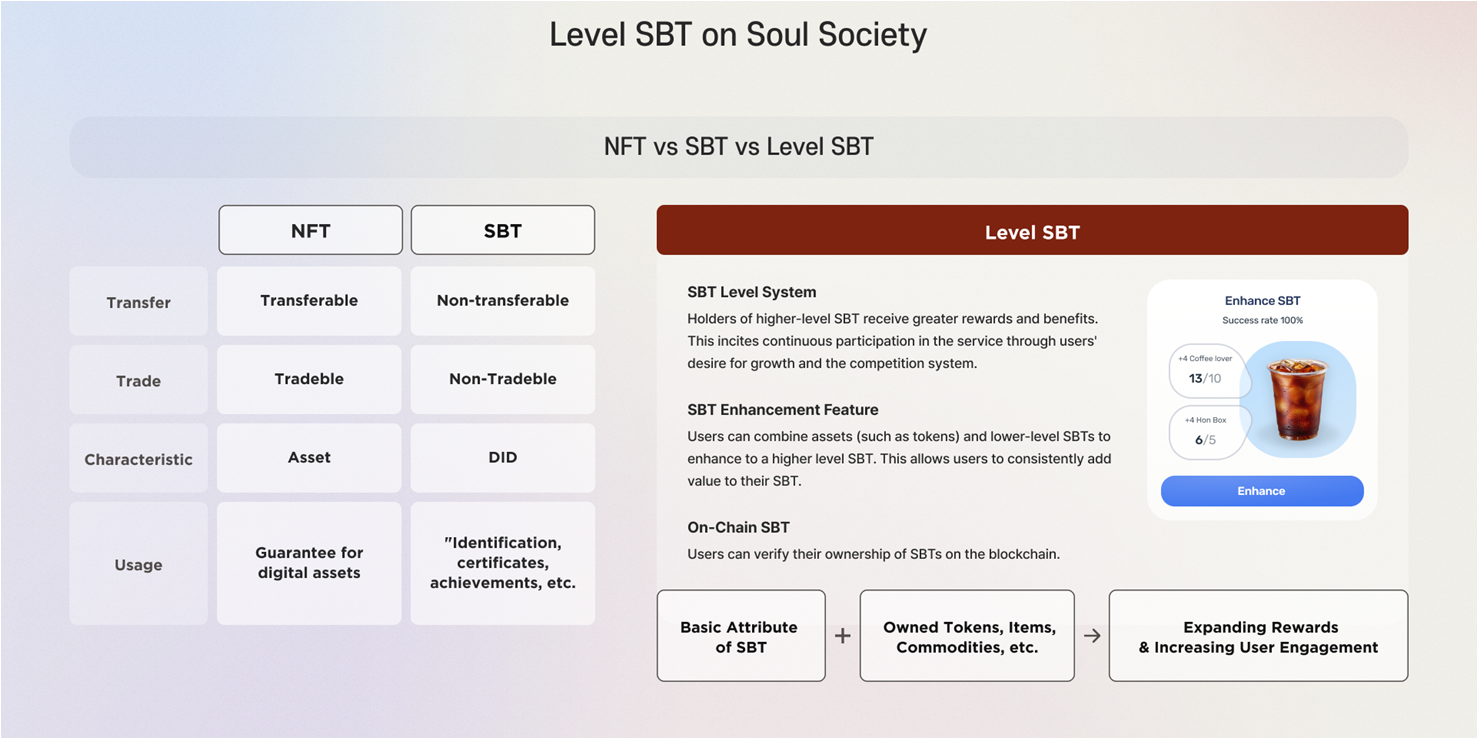 Level SBT on Soul Society
NFT vs SBT vs Level SBT
NFT
SBT
Transfer
Transferable
Non-transferable
Trade
Tradeble
Non-Tradeble
Characteristic
Asset
DID
Usage
Guarantee for
digital assets
"Identification,
certificates,
achievements, etc.
Level SBT
SBT Level System
Holders of higher-level SBT receive greater rewards and benefits.
This incites continuous participation in the service through users'
desire for growth and the competition system.
SBT Enhancement Feature
Users can combine assets (such as tokens) and lower-level SBTs to
enhance to a higher level SBT. This allows users to consistently add
value to their SBT.
On-Chain SBT
Users can verify their ownership of SBTs on the blockchain.
Enhance SBT
Success rate 100%
+4 Coffee lover
13/10
+4 Hon Box
6/5
Enhance
Basic Attribute
of SBT
+
Owned Tokens, Items,
Commodities, etc.
→
Expanding Rewards
& Increasing User Engagement